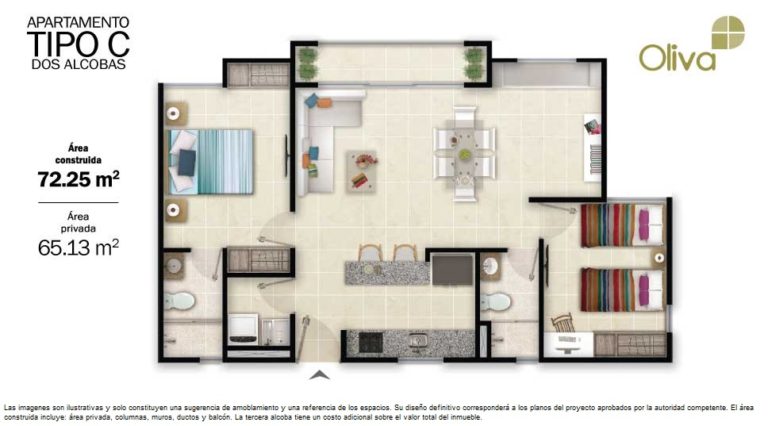 APARTAMENTO
TIPO C
DOS ALCOBAS
Oliva
Área
construida
72.25 m²
Área
privada
65.13 m²
Las imagenes son ilustrativas y solo constituyen una sugerencia de amoblamiento y una referencia de los espacios. Su diseño definitivo corresponderá a los planos del proyecto aprobados por la autoridad competente. El área
construida incluye: área privada, columnas, muros, ductos y balcón. La tercera alcoba tiene un costo adicional sobre el valor total del inmueble.